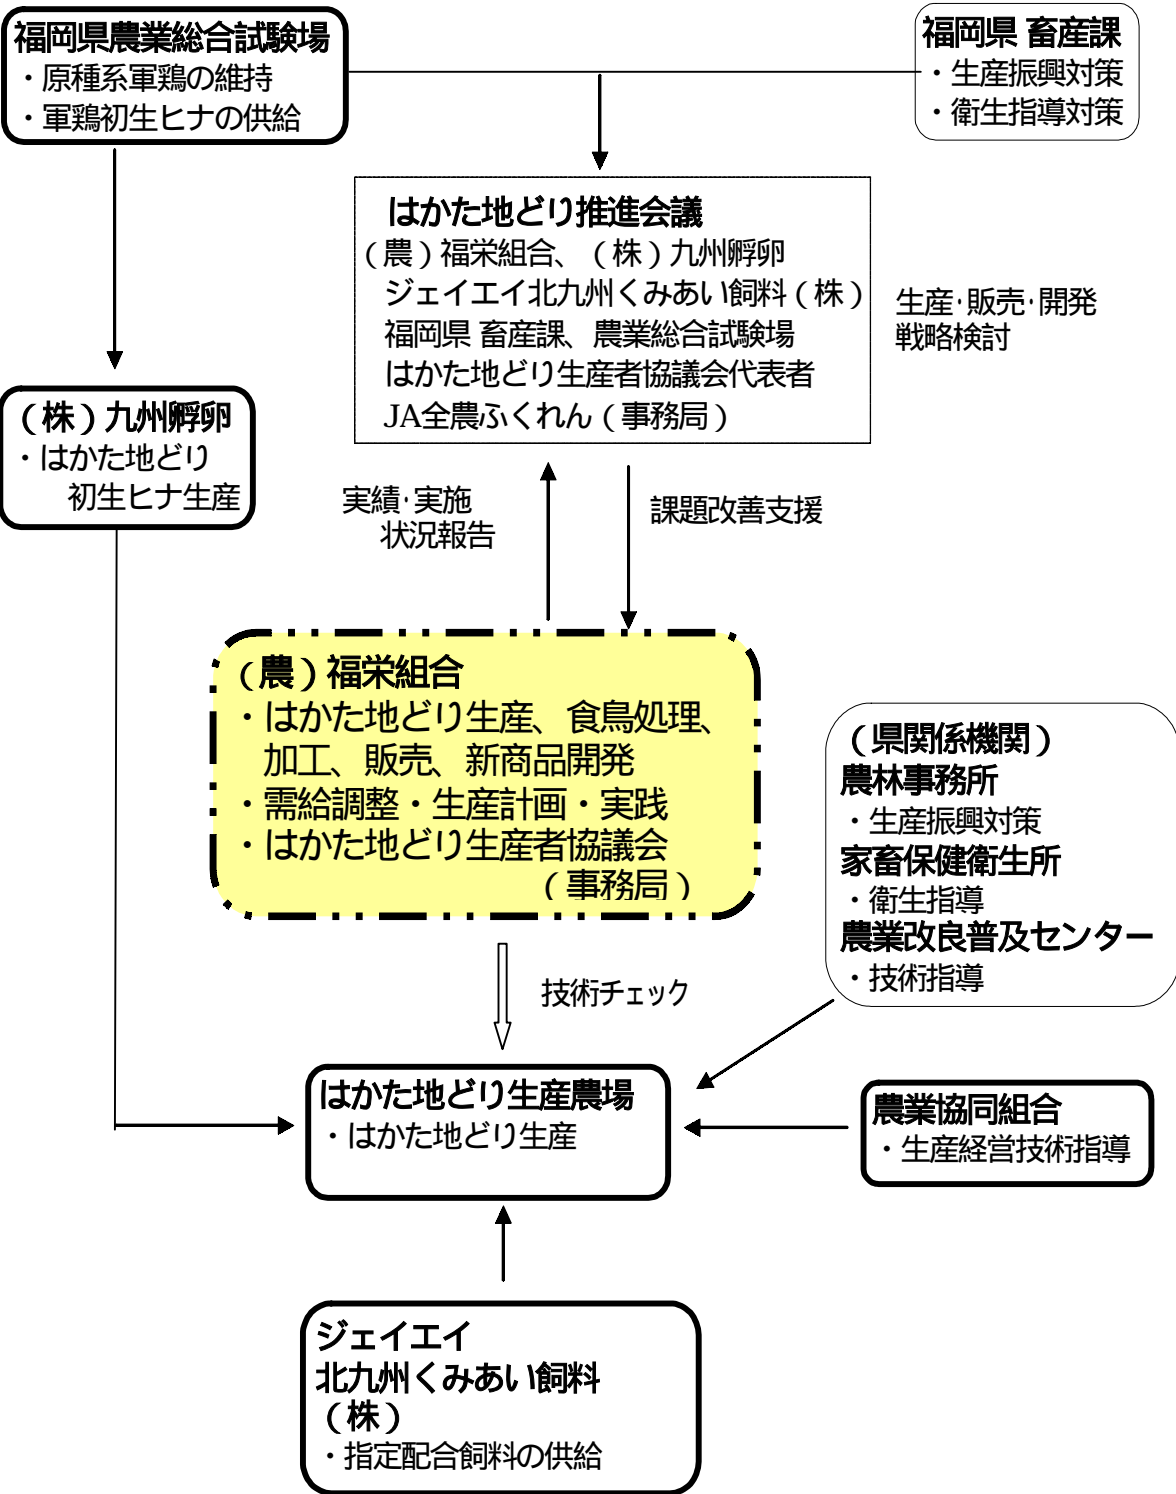 福岡県農業総合試験場
・原種系軍鶏の維持
・軍鶏初生ヒナの供給
福岡県 畜産課
・生産振興対策
・衛生指導対策
はかた地どり推進会議
（農）福栄組合、（株）九州孵卵
ジェイエイ北九州くみあい飼料（株）
福岡県 畜産課、農業総合試験場
はかた地どり生産者協議会代表者
JA全農ふくれん（事務局）
生産・販売・開発
戦略検討
（株）九州孵卵
・はかた地どり
初生ヒナ生産
実績・実施
状況報告
課題改善支援
（農）福栄組合
・はかた地どり生産、食鳥処理、
加工、販売、新商品開発
・需給調整・生産計画・実践
・はかた地どり生産者協議会
（事務局）
（県関係機関）
農林事務所
・生産振興対策
家畜保健衛生所
・衛生指導
農業改良普及センター
・技術指導
技術チェック
はかた地どり生産農場
・はかた地どり生産
農業協同組合
・生産経営技術指導
ジェイエイ
北九州くみあい飼料
（株）
・指定配合飼料の供給